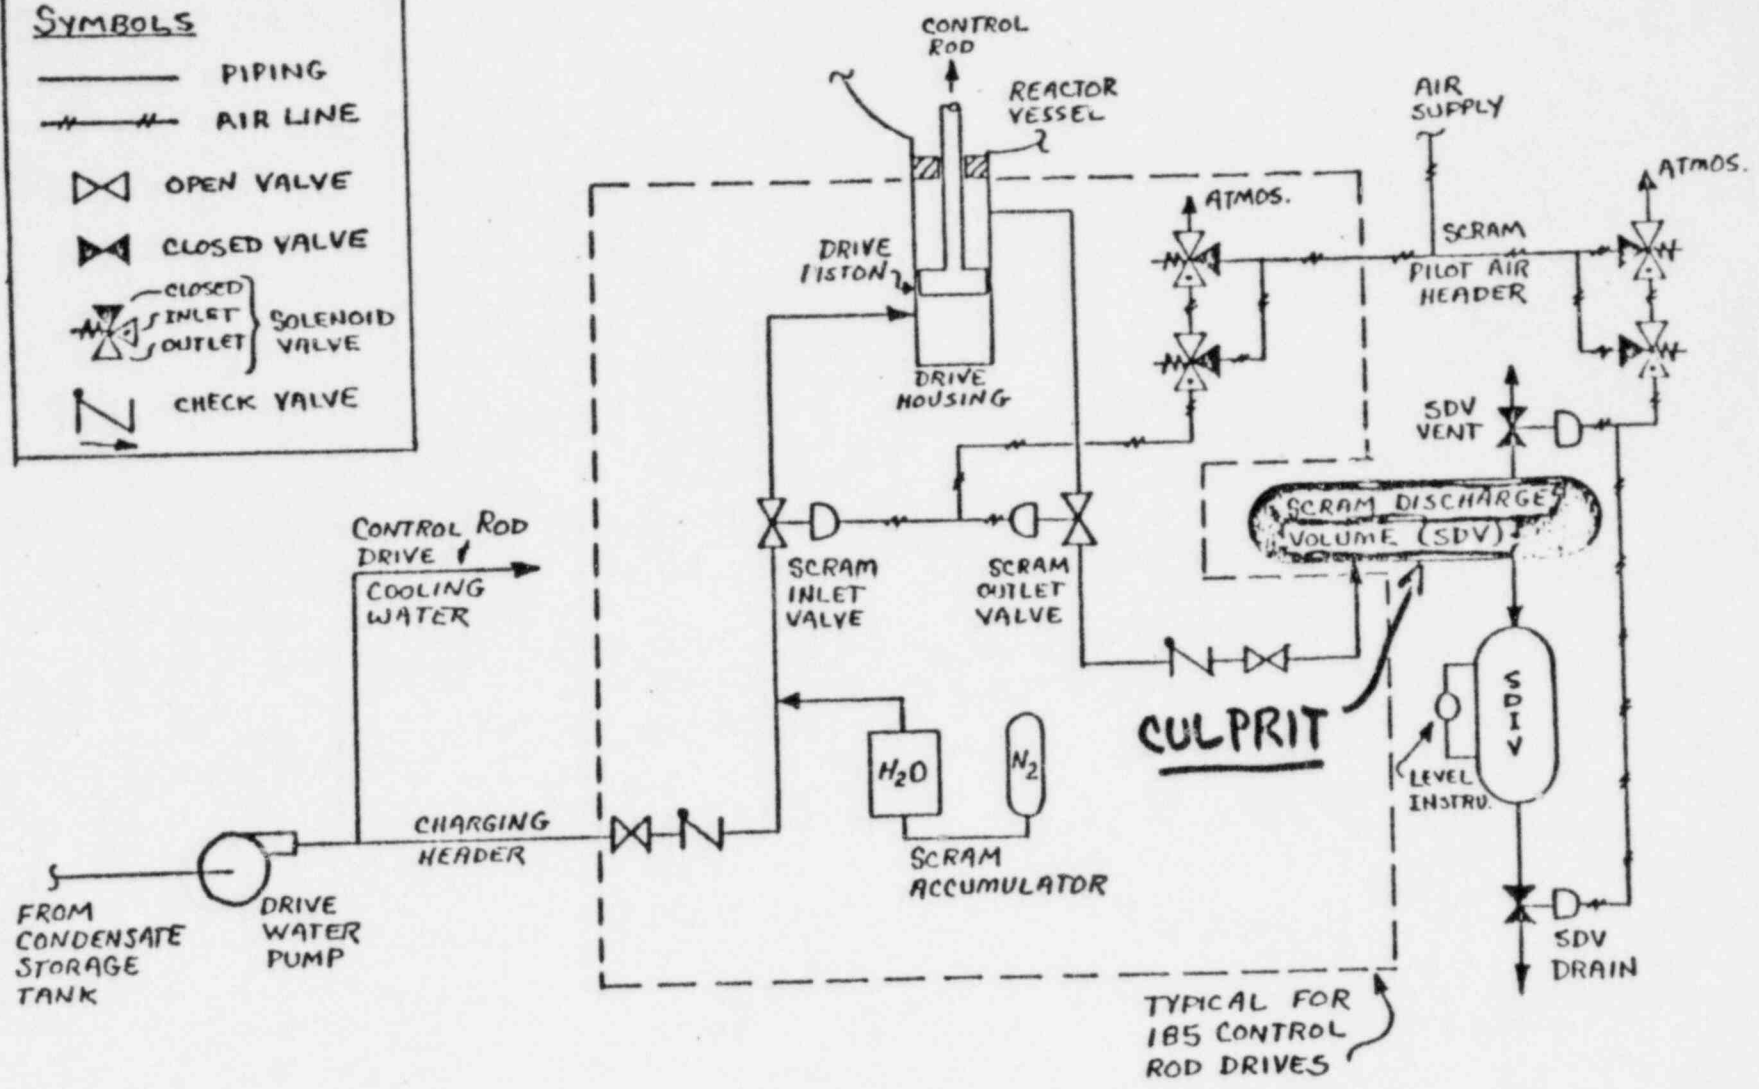 SYMBOLS
PIPING
AIR LINE
OPEN VALVE
CLOSED VALVE
CLOSED
INLET
OUTLET
SOLENOID
VALVE
CHECK VALVE
CONTROL
ROD
REACTOR
VESSEL
AIR
SUPPLY
ATMOS.
ATMOS.
SCRAM
PILOT AIR
HEADER
DRIVE
PISTON
DRIVE
HOUSING
SDV
VENT
SCRAM DISCHARGE
VOLUME (SDV)
CONTROL ROD
DRIVE
COOLING
WATER
SCRAM
INLET
VALVE
SCRAM
OUTLET
VALVE
CULPRIT
SDIV
LEVEL
INSTRU.
H2O
N2
CHARGING
HEADER
SCRAM
ACCUMULATOR
FROM
CONDENSATE
STORAGE
TANK
DRIVE
WATER
PUMP
SDV
DRAIN
TYPICAL FOR
185 CONTROL
ROD DRIVES